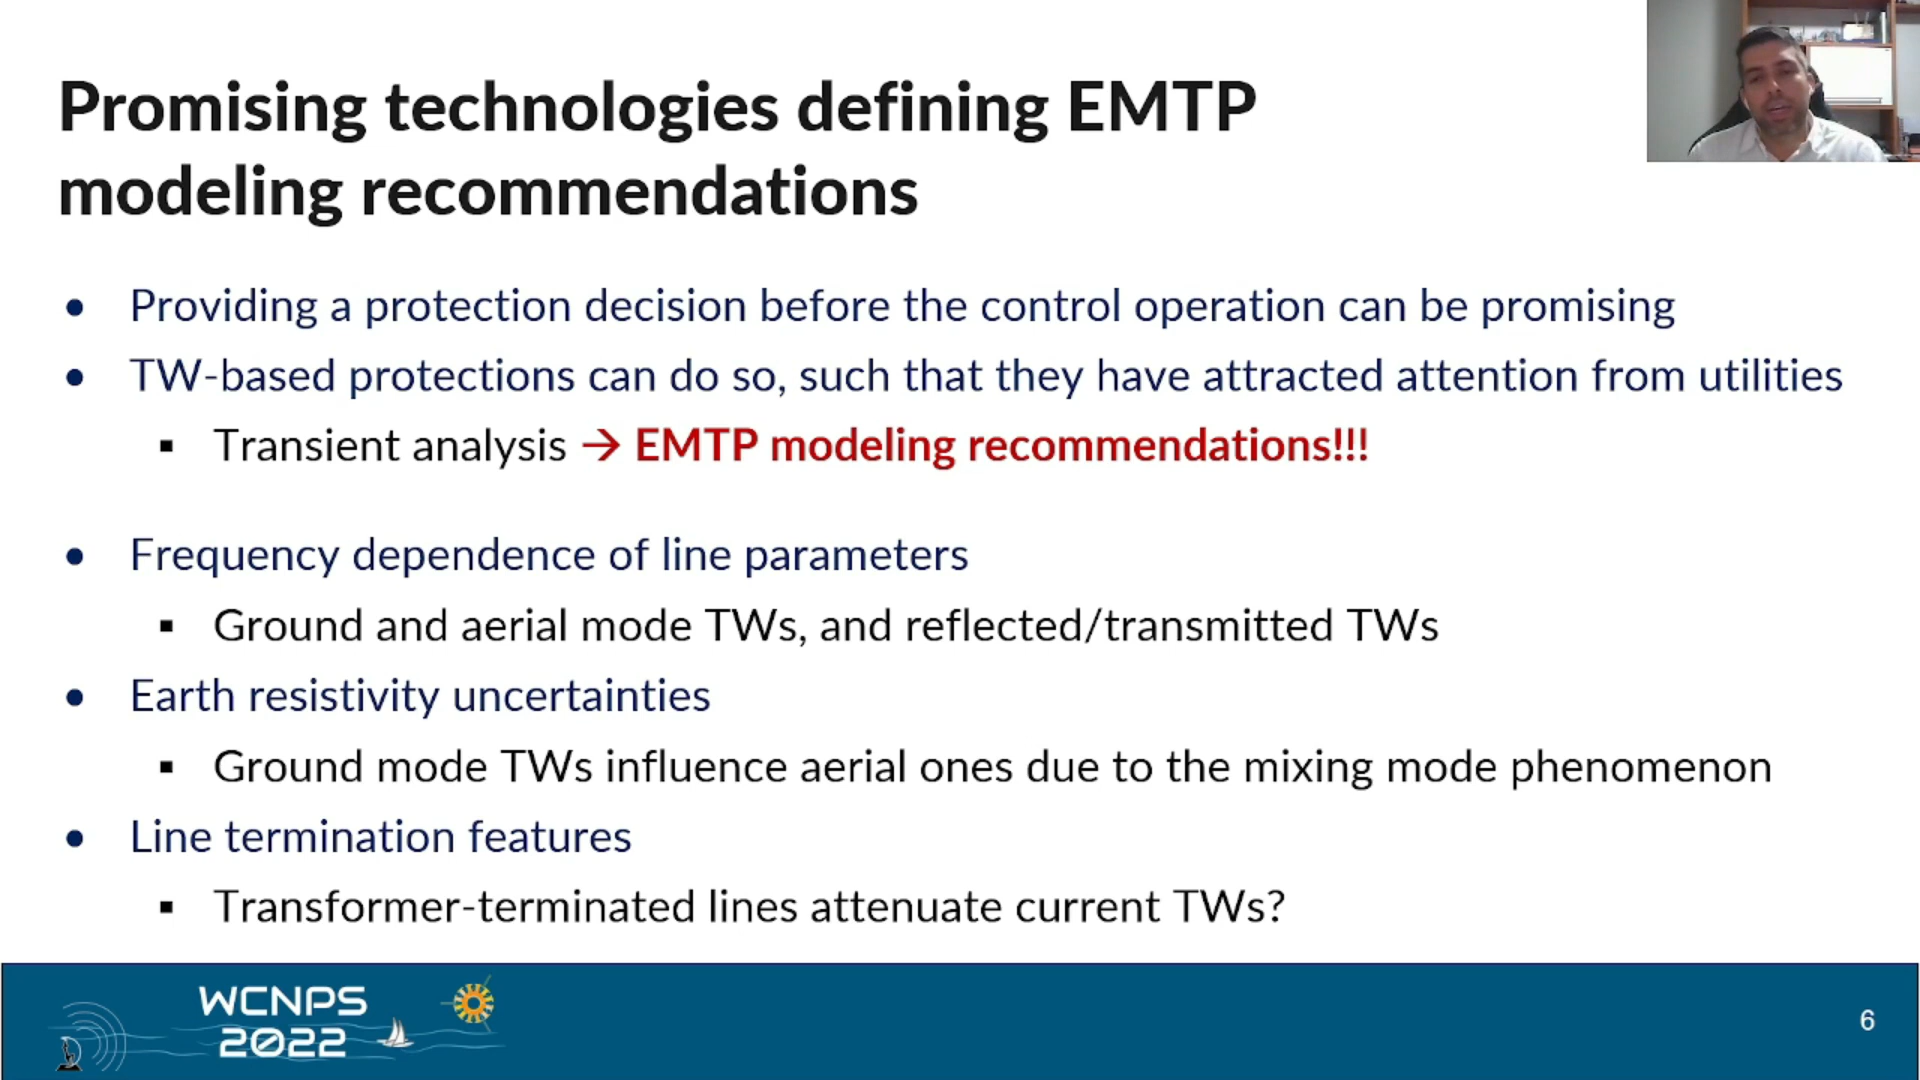 Promising technologies defining EMTP
modeling recommendations
• Providing a protection decision before the control operation can be promising
• TW-based protections can do so, such that they have attracted attention from utilities
▪ Transient analysis → EMTP modeling recommendations!!!
• Frequency dependence of line parameters
▪ Ground and aerial mode TWs, and reflected/transmitted TWs
• Earth resistivity uncertainties
▪ Ground mode TWs influence aerial ones due to the mixing mode phenomenon
• Line termination features
▪ Transformer-terminated lines attenuate current TWs?
WCNPS
2022
6